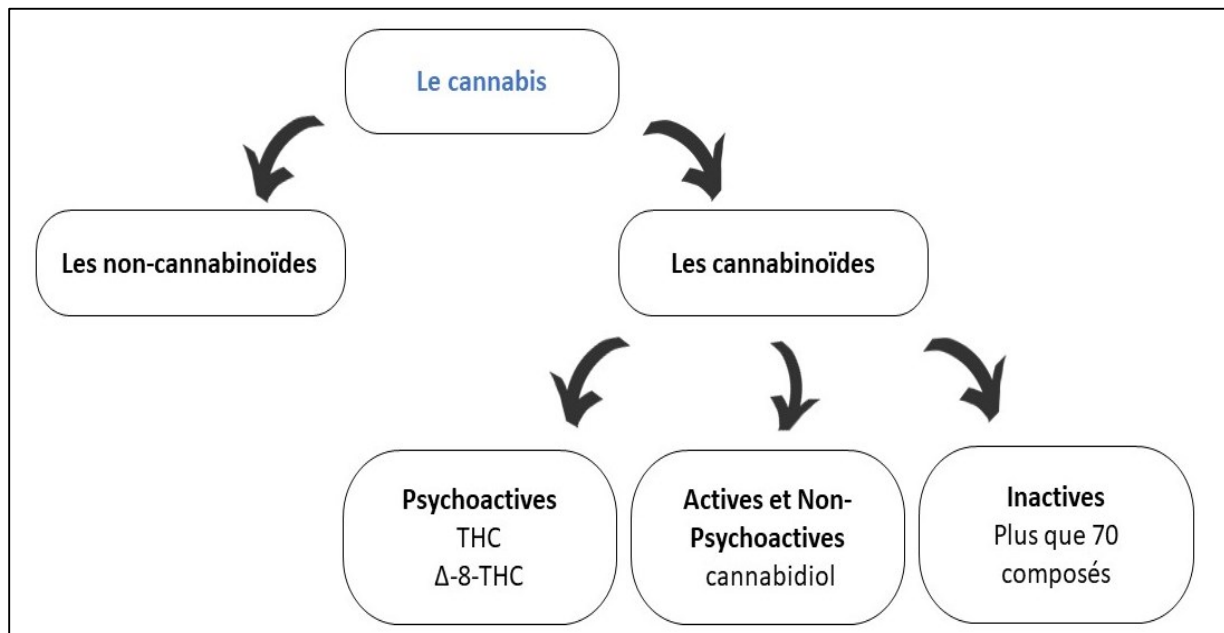 Le cannabis
Les non-cannabinoïdes
Les cannabinoïdes
Psychoactives
THC
Δ-8-THC
Actives et Non-
Psychoactives
cannabidiol
Inactives
Plus que 70
composés